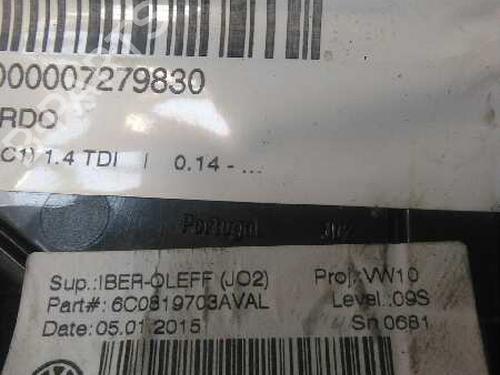 000007279830
RDO
C1) 1.4 TDI | 0.14 - ...
Portugal
Sup.:IBER-OLEFF (JO2) Proj.:VW10
Part#: 6C0819703AVAL Level.:09S
Date: 05.01.2015 Sn 0681